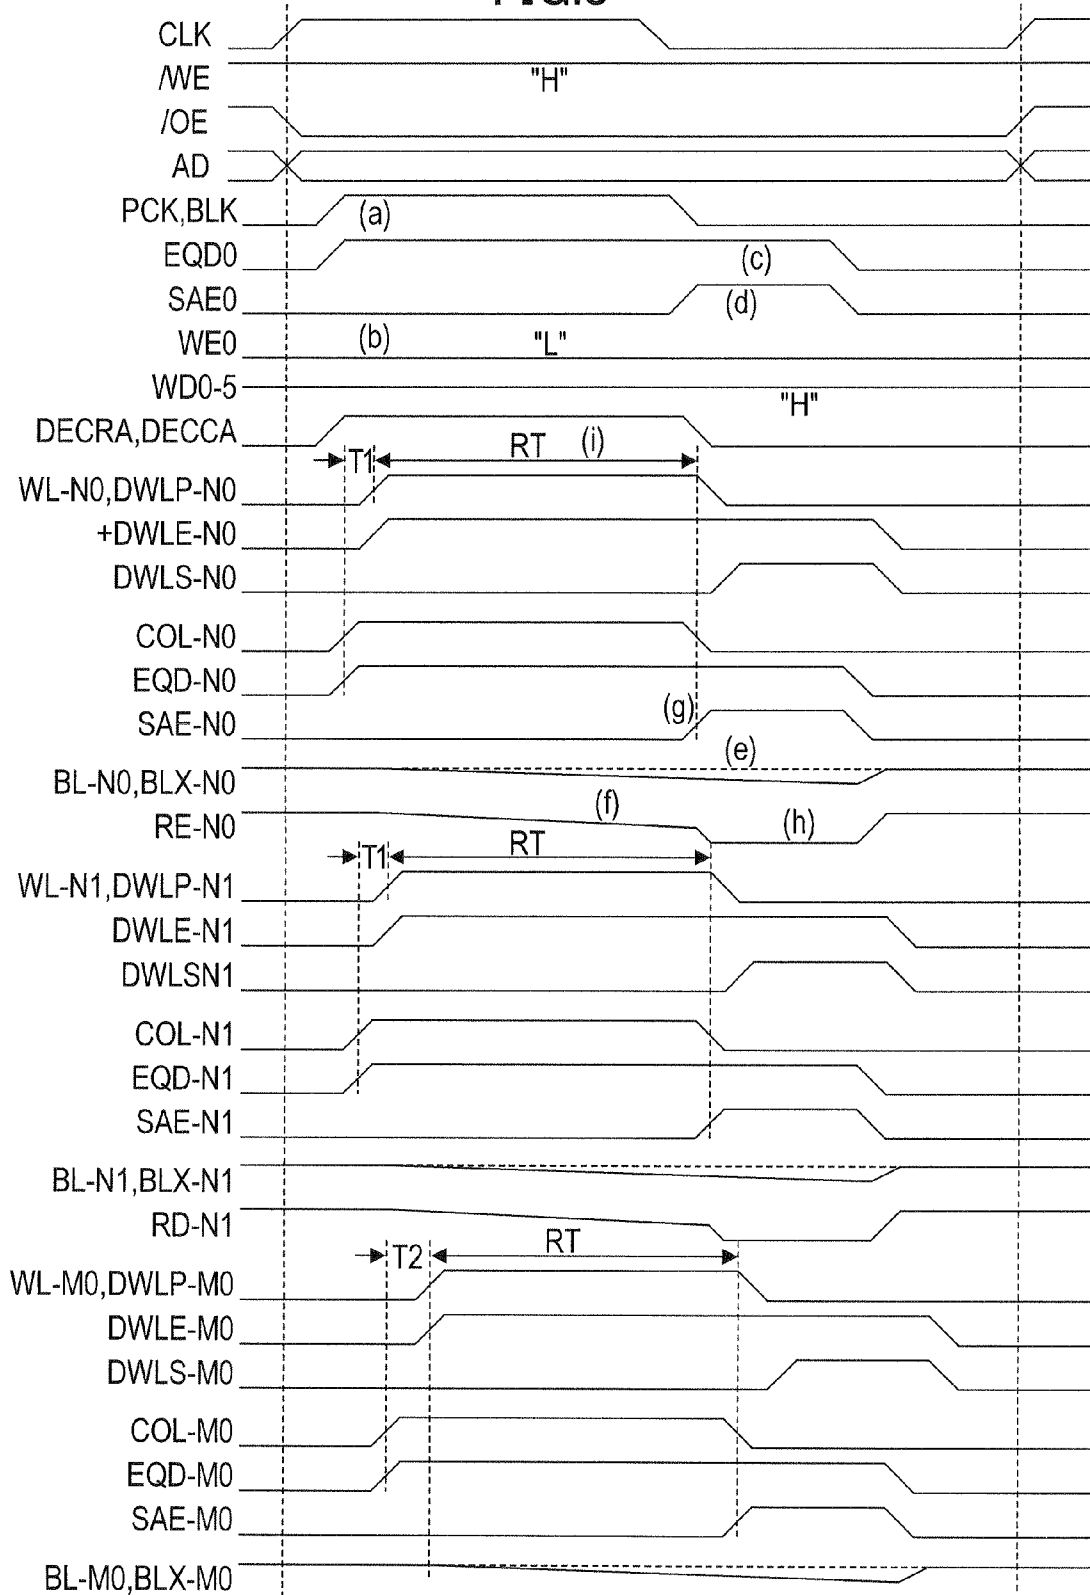 CLK
/WE "H"
/OE
AD
PCK,BLK (a)
EQD0 (c)
SAE0 (d)
WE0 (b) "L"
WD0-5 "H"
DECRA,DECCA
T1 RT (i)
WL-N0,DWLP-N0
+DWLE-N0
DWLS-N0
COL-N0
EQD-N0
SAE-N0 (g)
BL-N0,BLX-N0 (e)
RE-N0 (f) (h)
T1 RT
WL-N1,DWLP-N1
DWLE-N1
DWLSN1
COL-N1
EQD-N1
SAE-N1
BL-N1,BLX-N1
RD-N1
T2 RT
WL-M0,DWLP-M0
DWLE-M0
DWLS-M0
COL-M0
EQD-M0
SAE-M0
BL-M0,BLX-M0